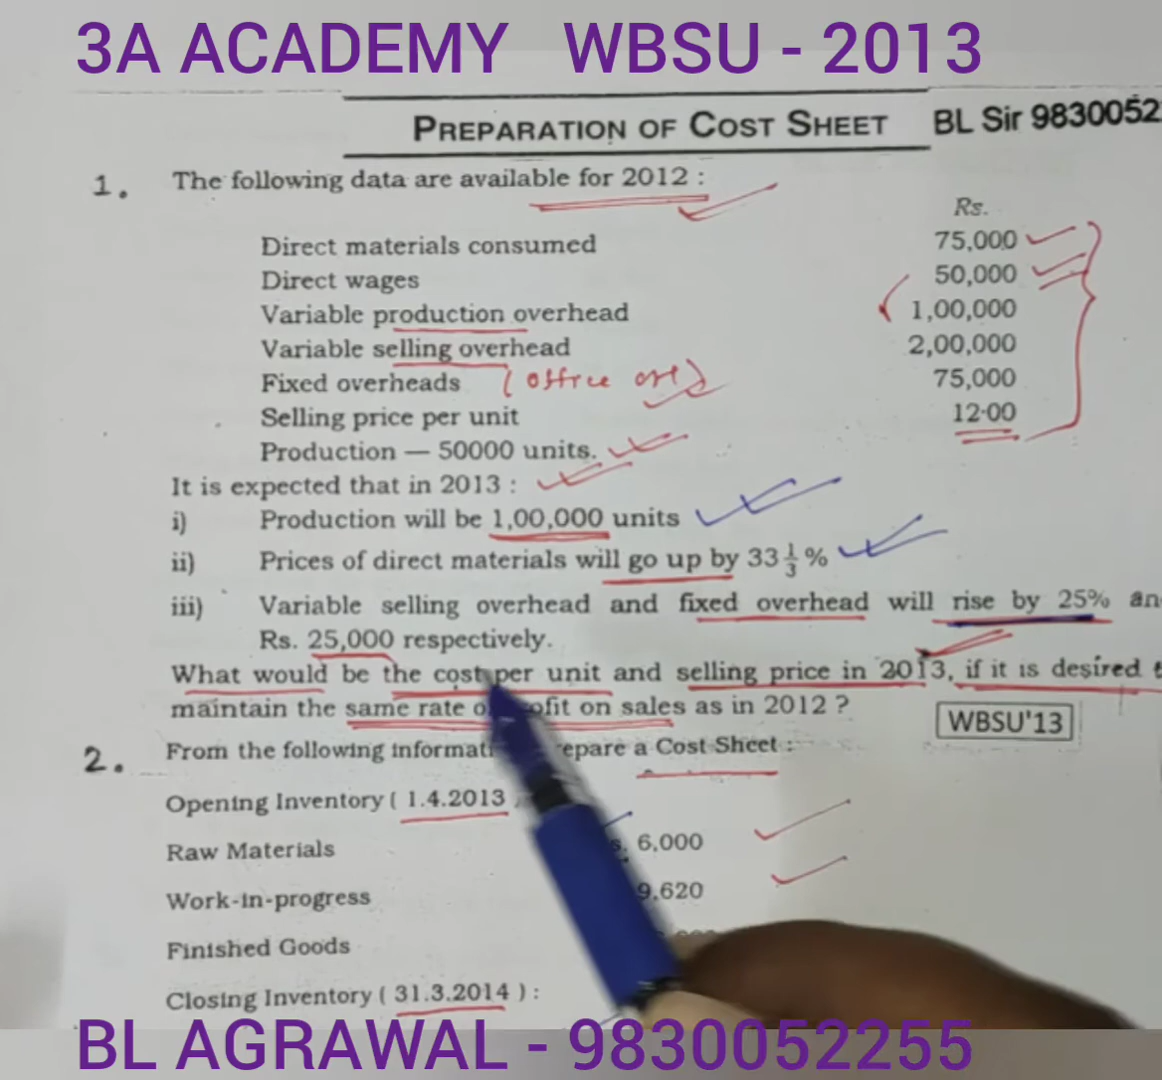 3A ACADEMY WBSU - 2013
PREPARATION OF COST SHEET BL Sir 9830052
1. The following data are available for 2012 :
Rs.
Direct materials consumed 75,000
Direct wages 50,000
Variable production overhead 1,00,000
Variable selling overhead 2,00,000
Fixed overheads (office 75,000
Selling price per unit 12·00
Production — 50000 units.
It is expected that in 2013 :
i) Production will be 1,00,000 units
ii) Prices of direct materials will go up by 33 1/3 %
iii) Variable selling overhead and fixed overhead will rise by 25%
Rs. 25,000 respectively.
What would be the cost per unit and selling price in 2013, if it is desired
maintain the same rate on sales as in 2012 ?
WBSU'13
2. From the following a Cost Sheet :
Opening Inventory ( 1.4.2013
Raw Materials 6,000
Work-in-progress 9,620
Finished Goods
Closing Inventory ( 31.3.2014 ) :
BL AGRAWAL - 9830052255